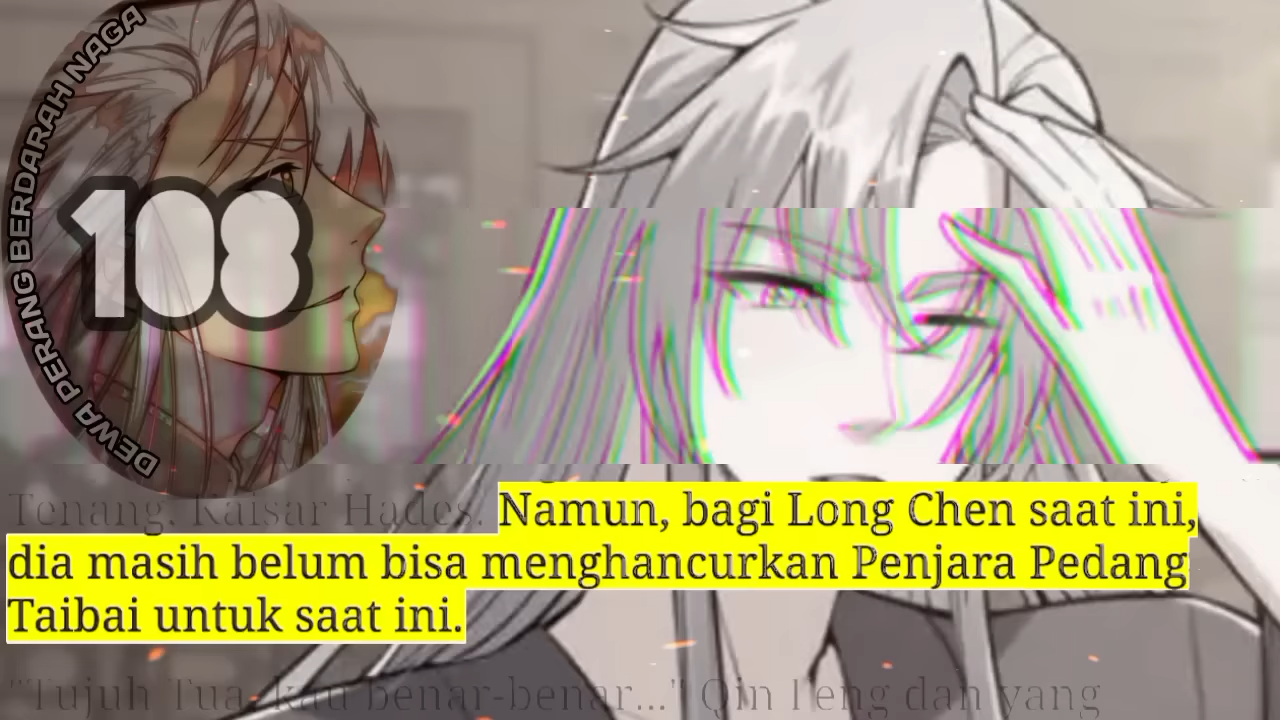 DEWA PERANG BERDARAH NAGA
108
Tenang, Kaisar Hades. Namun, bagi Long Chen saat ini,
dia masih belum bisa menghancurkan Penjara Pedang
Taibai untuk saat ini.
"Tujuh Tua, kau benar-benar..." Qin Feng dan yang